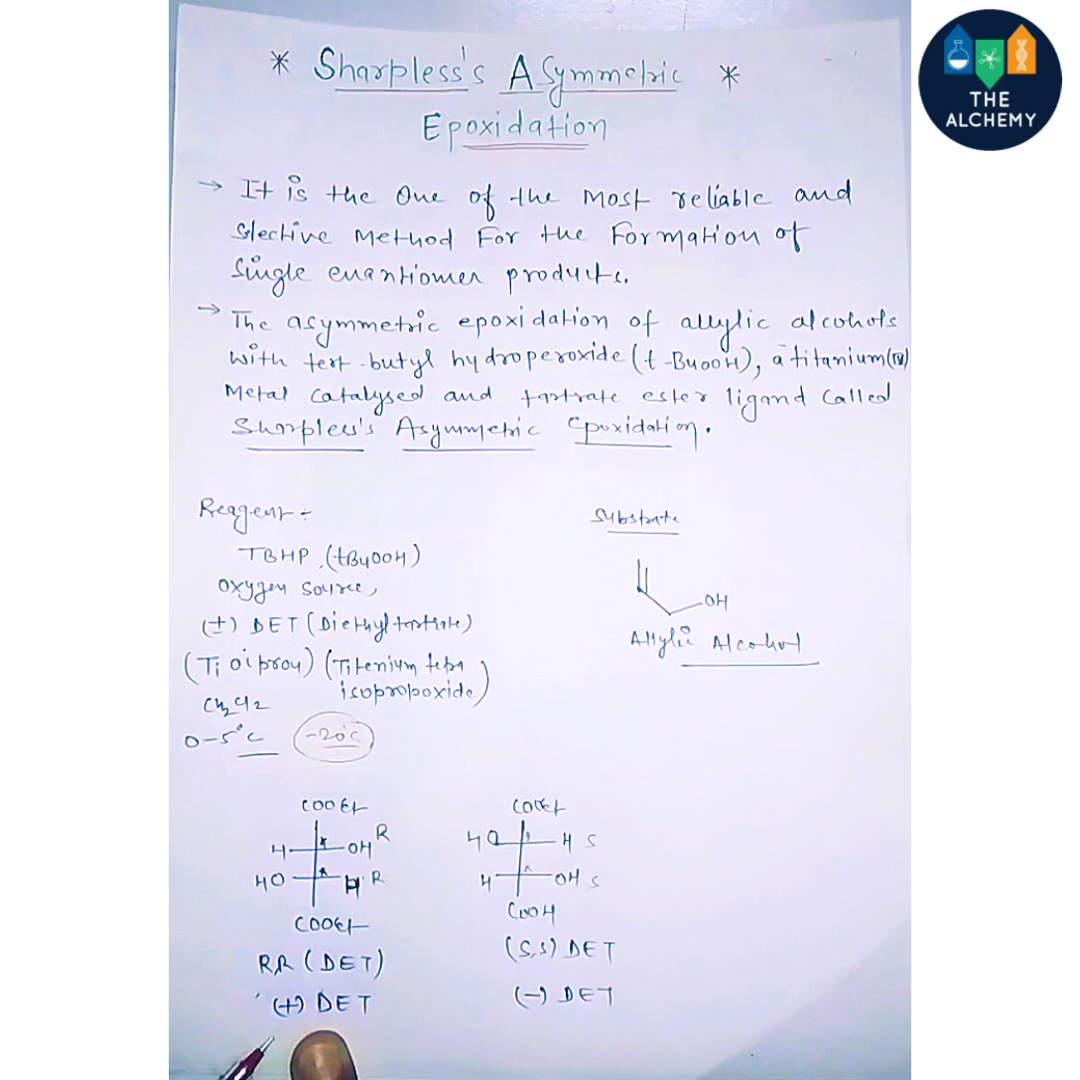 * Sharpless's Asymmetric *
Epoxidation
→ It is the One of the most reliable and
Selective Method For the Formation of
Single enantiomer products.
→ The asymmetric epoxidation of allylic alcohols
with tert-butyl hydroperoxide (t-BuOOH), a titanium(IV)
Metal catalysed and tartrate ester ligand called
Sharpless's Asymmetric Epoxidation.
Reagent ÷
TBHP, (tBuOOH)
Oxygen Source,
(±) DET (Diethyl tartrate)
(Ti oiprou) (Titenium tetra
isopropoxide)
CH2Cl2
0-5°C (-20°C)
Substrate
OH
Allylic Alcohol
COOEt
H OH R
HO H R
COOEt
RR (DET)
(+) DET
COOEt
HO H S
H OH S
COOH
(S,S) DET
(-) DET
THE
ALCHEMY